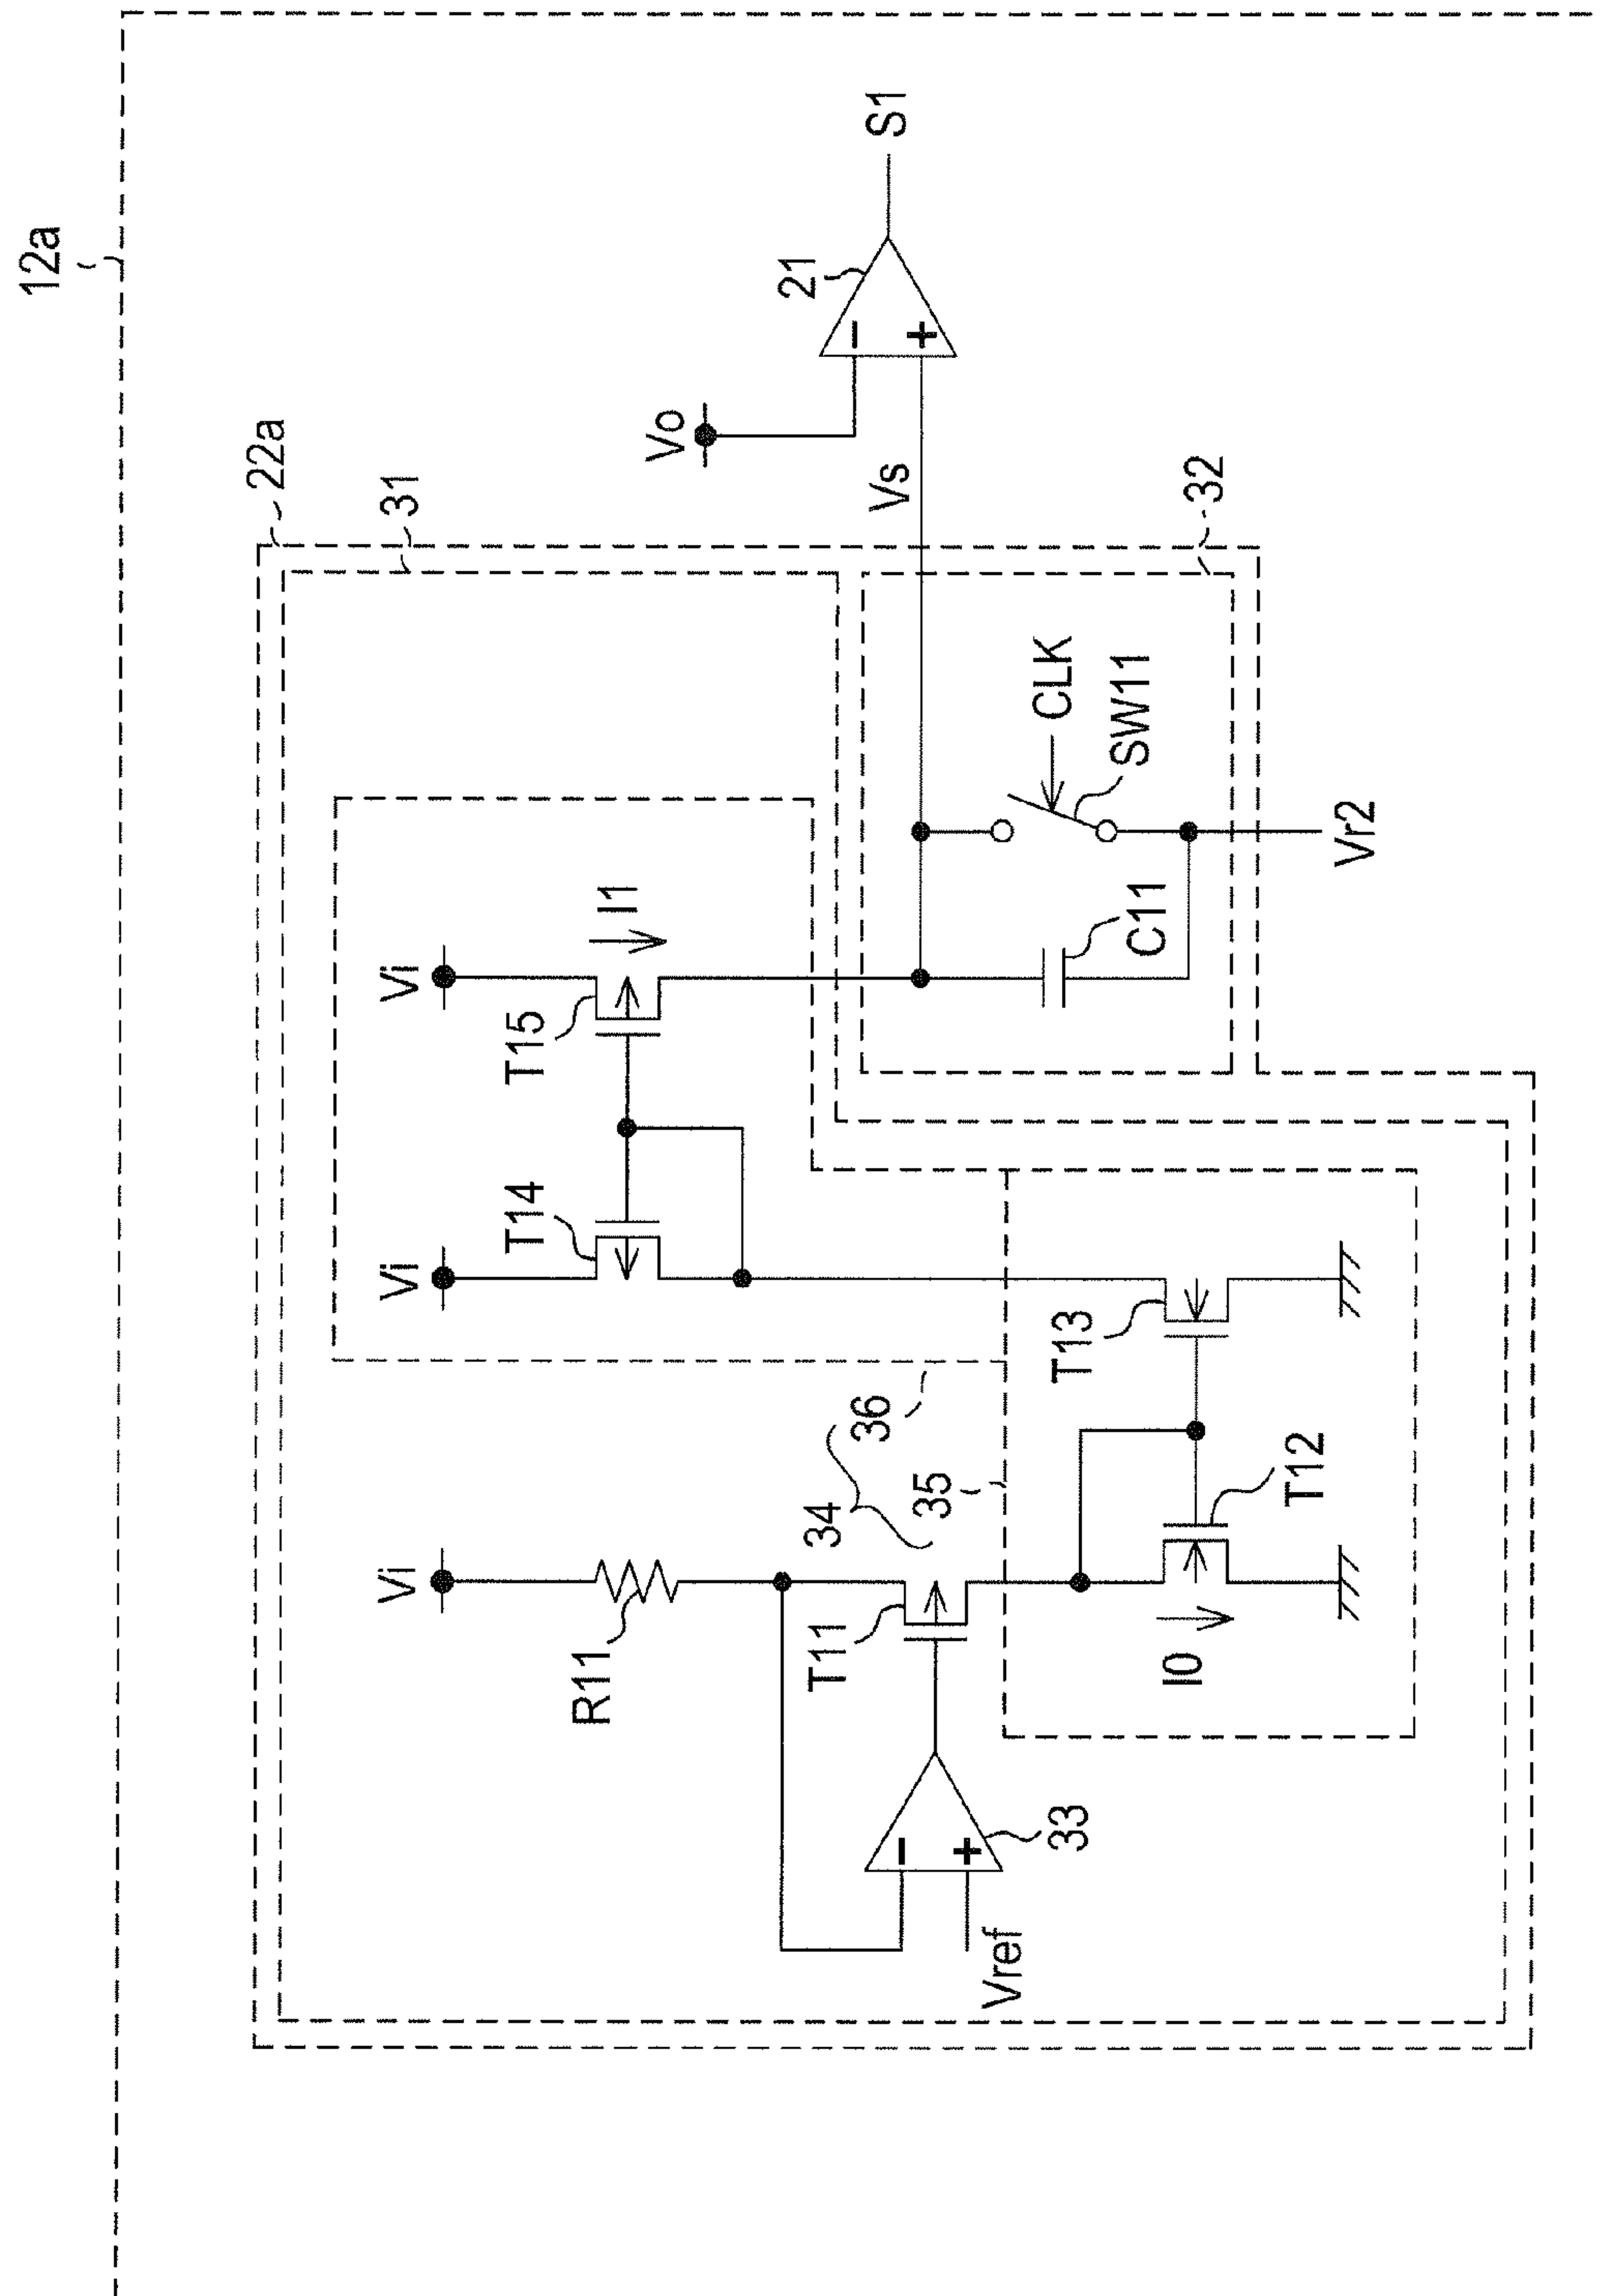 12a
22a
31
Vi
Vi
Vi
R11
T14
T15
I1
Vo
21
S1
34
36
35
T11
Vs
33
Vref
T13
T12
I0
C11
CLK
SW11
32
Vr2
−
+
−
+